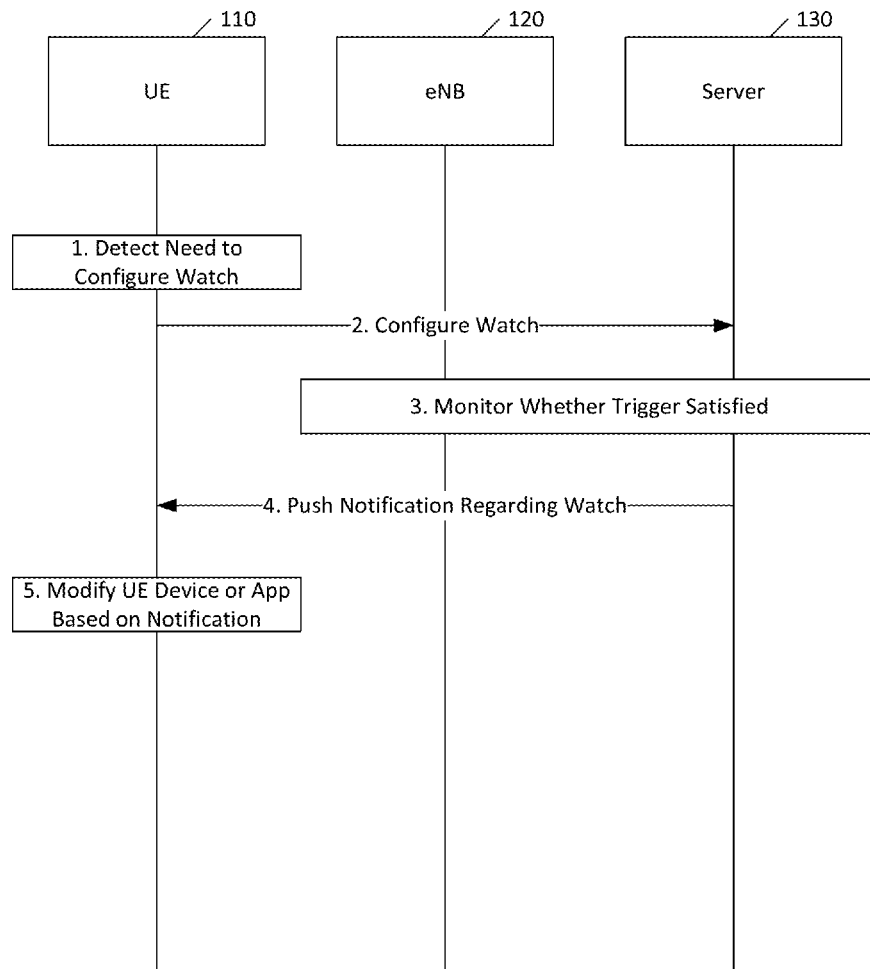 110
120
130
UE
eNB
Server
1. Detect Need to
Configure Watch
2. Configure Watch
3. Monitor Whether Trigger Satisfied
4. Push Notification Regarding Watch
5. Modify UE Device or App
Based on Notification